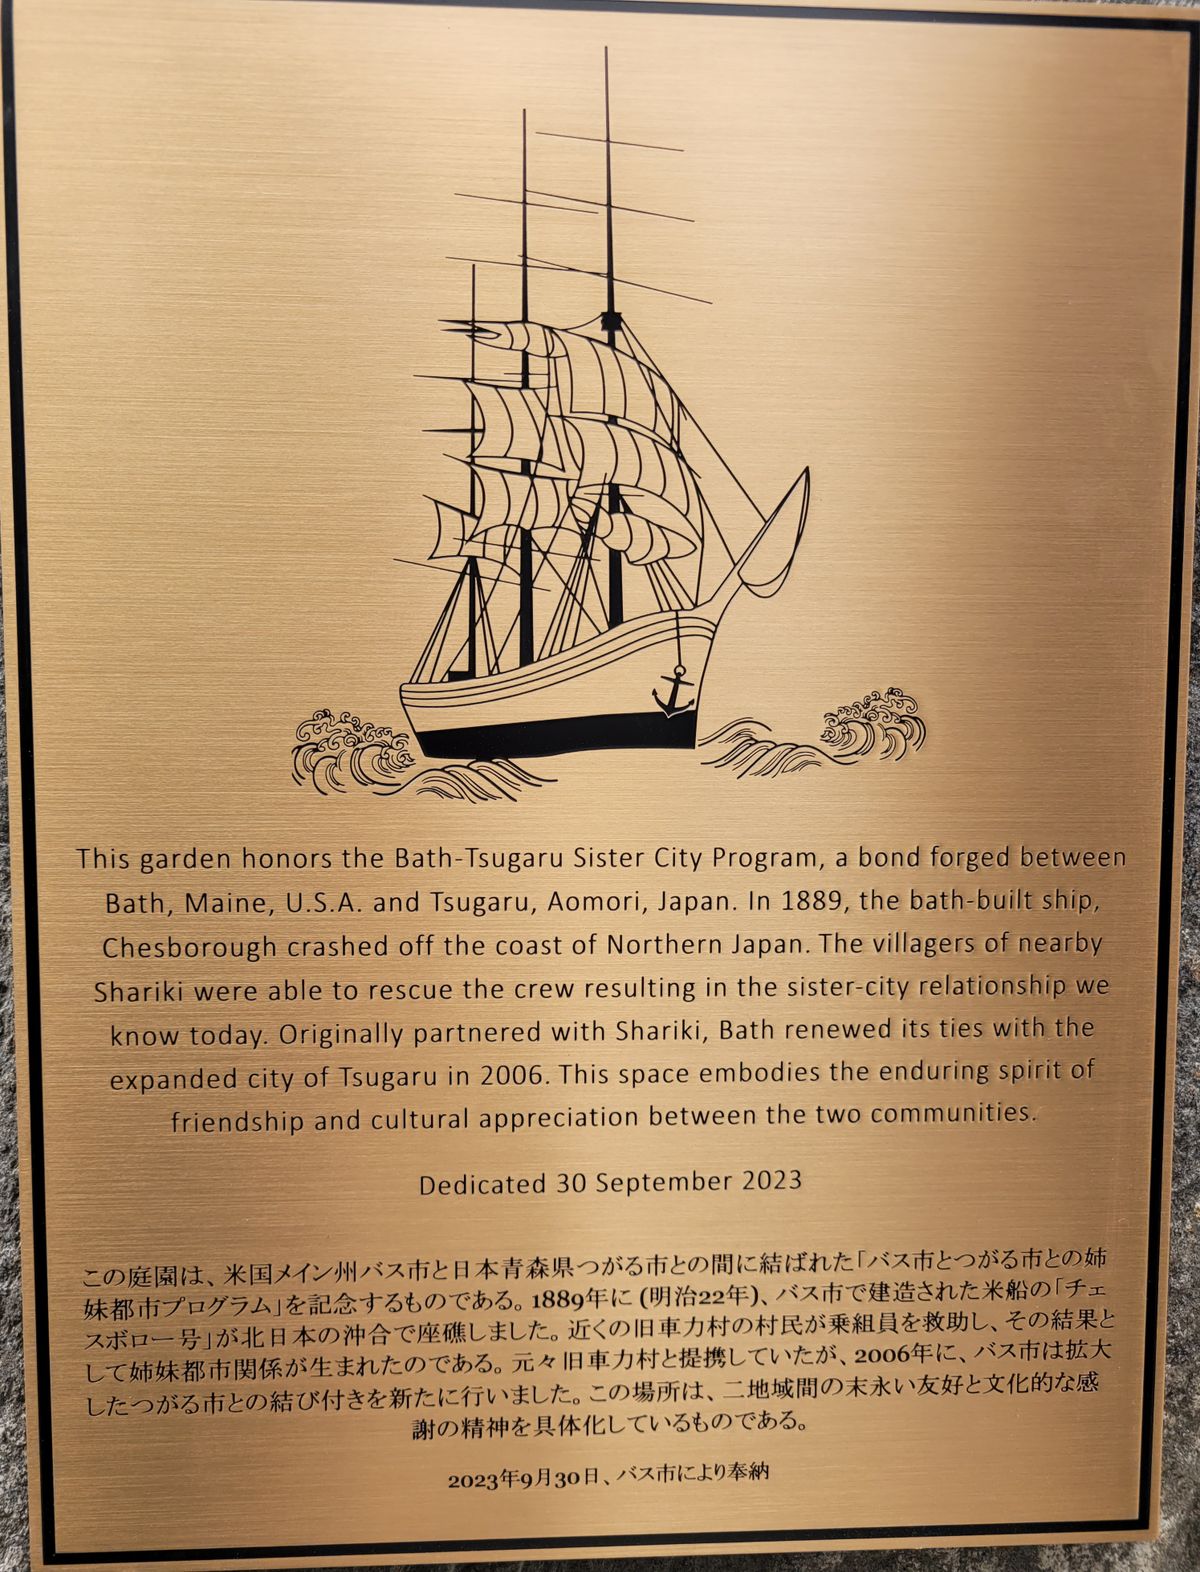 This garden honors the Bath-Tsugaru Sister City Program, a bond forged between
Bath, Maine, U.S.A. and Tsugaru, Aomori, Japan. In 1889, the bath-built ship,
Chesborough crashed off the coast of Northern Japan. The villagers of nearby
Shariki were able to rescue the crew resulting in the sister-city relationship we
know today. Originally partnered with Shariki, Bath renewed its ties with the
expanded city of Tsugaru in 2006. This space embodies the enduring spirit of
friendship and cultural appreciation between the two communities.
Dedicated 30 September 2023
この庭園は、米国メイン州バス市と日本青森県つがる市との間に結ばれた「バス市とつがる市との姉
妹都市プログラム」を記念するものである。1889年に (明治22年)、バス市で建造された米船の「チェ
スボロー号」が北日本の沖合で座礁しました。近くの旧車力村の村民が乗組員を救助し、その結果と
して姉妹都市関係が生まれたのである。元々旧車力村と提携していたが、2006年に、バス市は拡大
したつがる市との結び付きを新たに行いました。この場所は、二地域間の末永い友好と文化的な感
謝の精神を具体化しているものである。
2023年9月30日、バス市により奉納